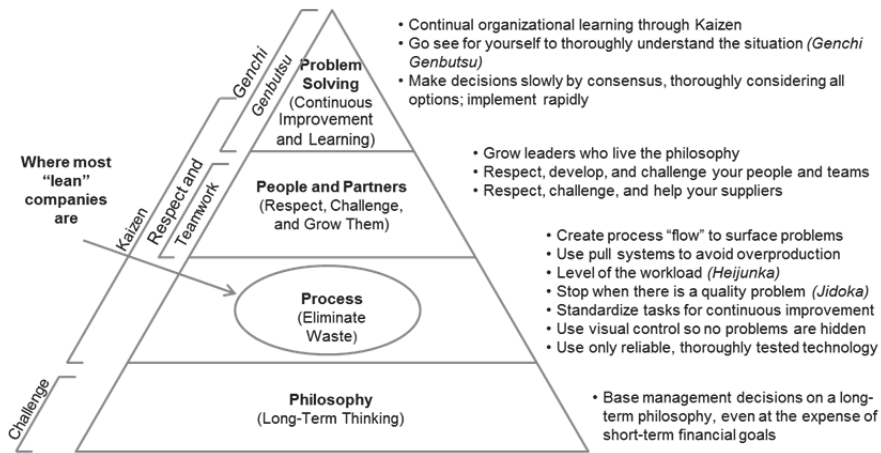 • Continual organizational learning through Kaizen
• Go see for yourself to thoroughly understand the situation (Genchi
Genbutsu)
• Make decisions slowly by consensus, thoroughly considering all
options; implement rapidly
Genchi
Genbutsu
Problem
Solving
(Continuous
Improvement
and Learning)
Where most
“lean”
companies
are
Kaizen
Respect and
Teamwork
People and Partners
(Respect, Challenge,
and Grow Them)
• Grow leaders who live the philosophy
• Respect, develop, and challenge your people and teams
• Respect, challenge, and help your suppliers
Process
(Eliminate
Waste)
• Create process “flow” to surface problems
• Use pull systems to avoid overproduction
• Level of the workload (Heijunka)
• Stop when there is a quality problem (Jidoka)
• Standardize tasks for continuous improvement
• Use visual control so no problems are hidden
• Use only reliable, thoroughly tested technology
Challenge
Philosophy
(Long-Term Thinking)
• Base management decisions on a long-
term philosophy, even at the expense of
short-term financial goals